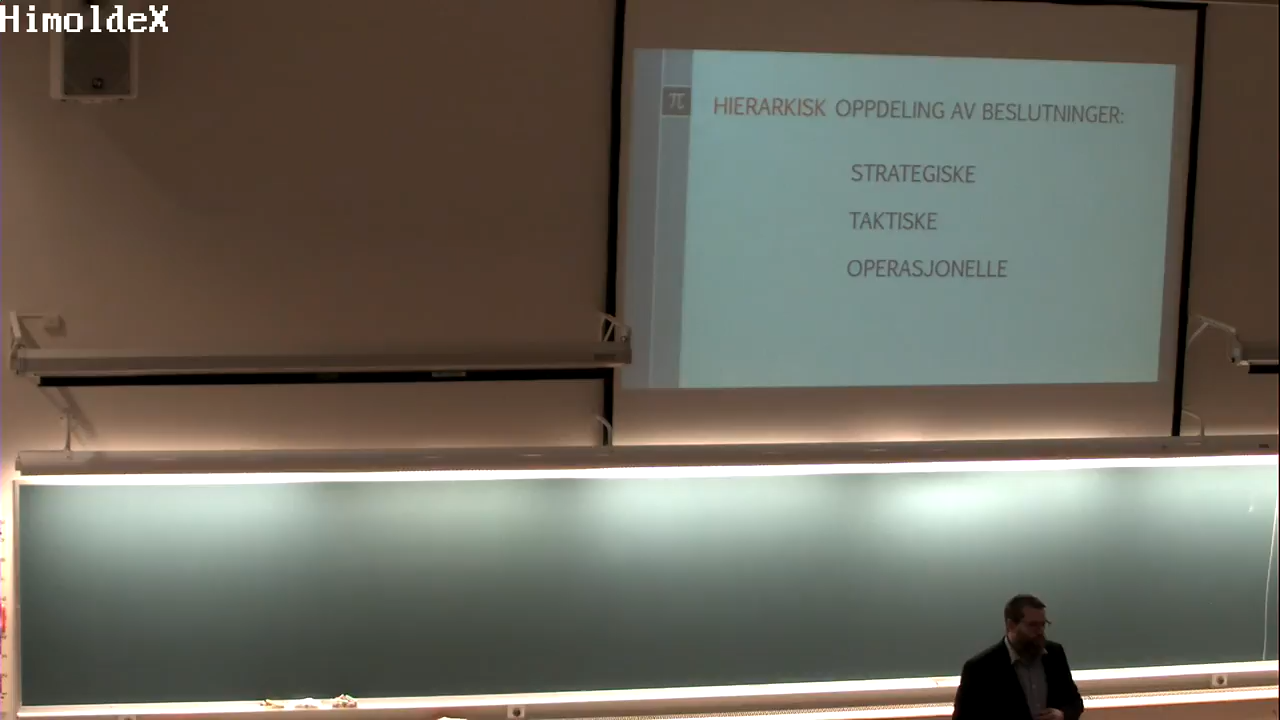 HimoldeX
π
HIERARKISK OPPDELING AV BESLUTNINGER:
STRATEGISKE
TAKTISKE
OPERASJONELLE